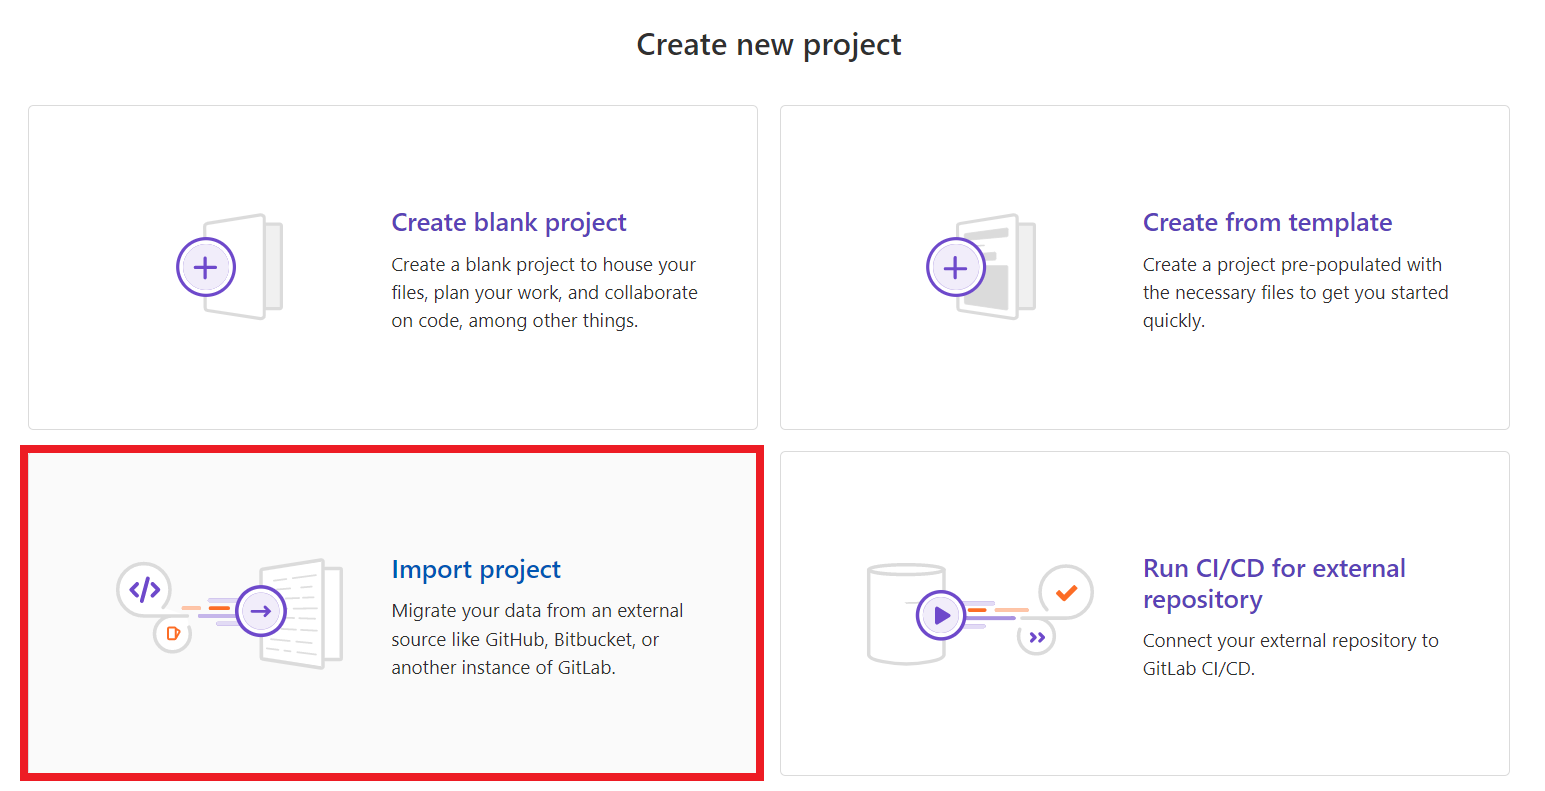 Create new project
Create blank project
Create a blank project to house your
files, plan your work, and collaborate
on code, among other things.
Create from template
Create a project pre-populated with
the necessary files to get you started
quickly.
Import project
Migrate your data from an external
source like GitHub, Bitbucket, or
another instance of GitLab.
Run CI/CD for external
repository
Connect your external repository to
GitLab CI/CD.